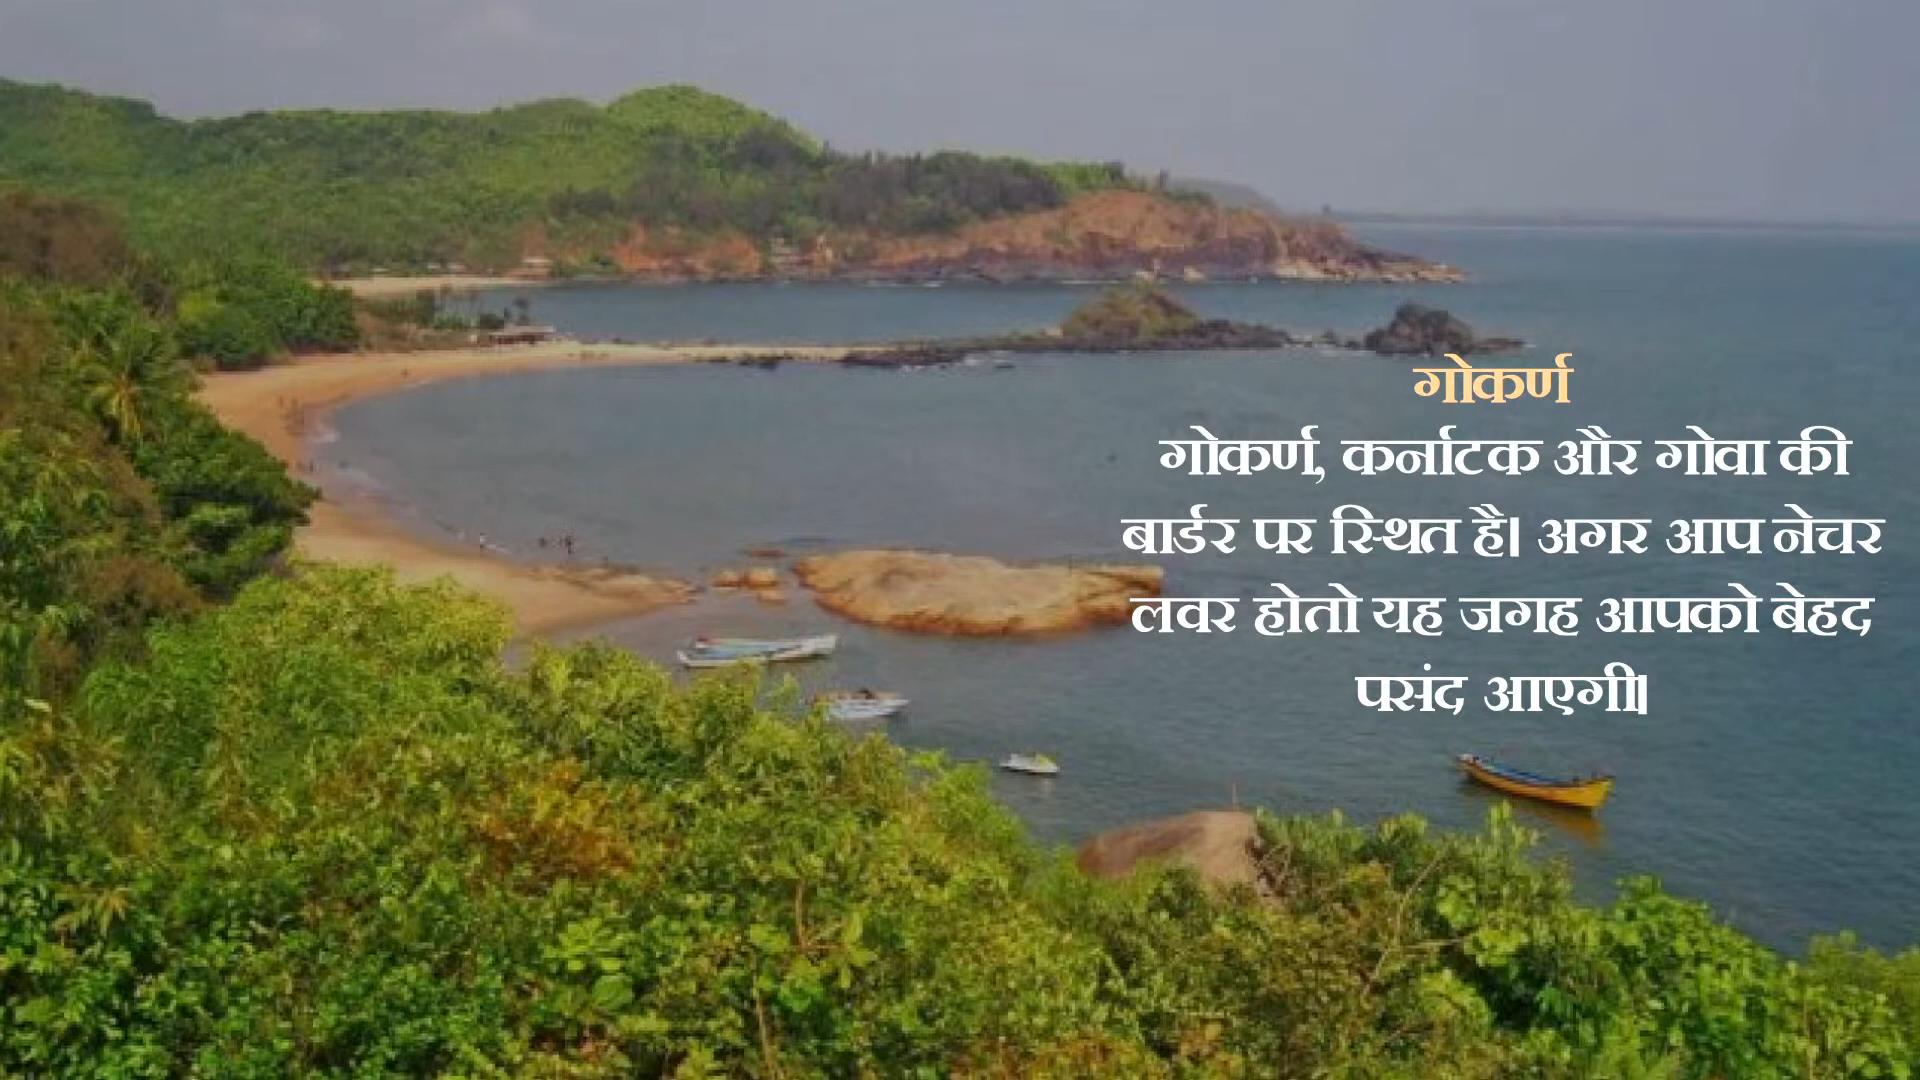 गोकर्ण
गोकर्ण, कर्नाटक और गोवा की
बार्डर पर स्थित है। अगर आप नेचर
लवर होतो यह जगह आपको बेहद
पसंद आएगी।